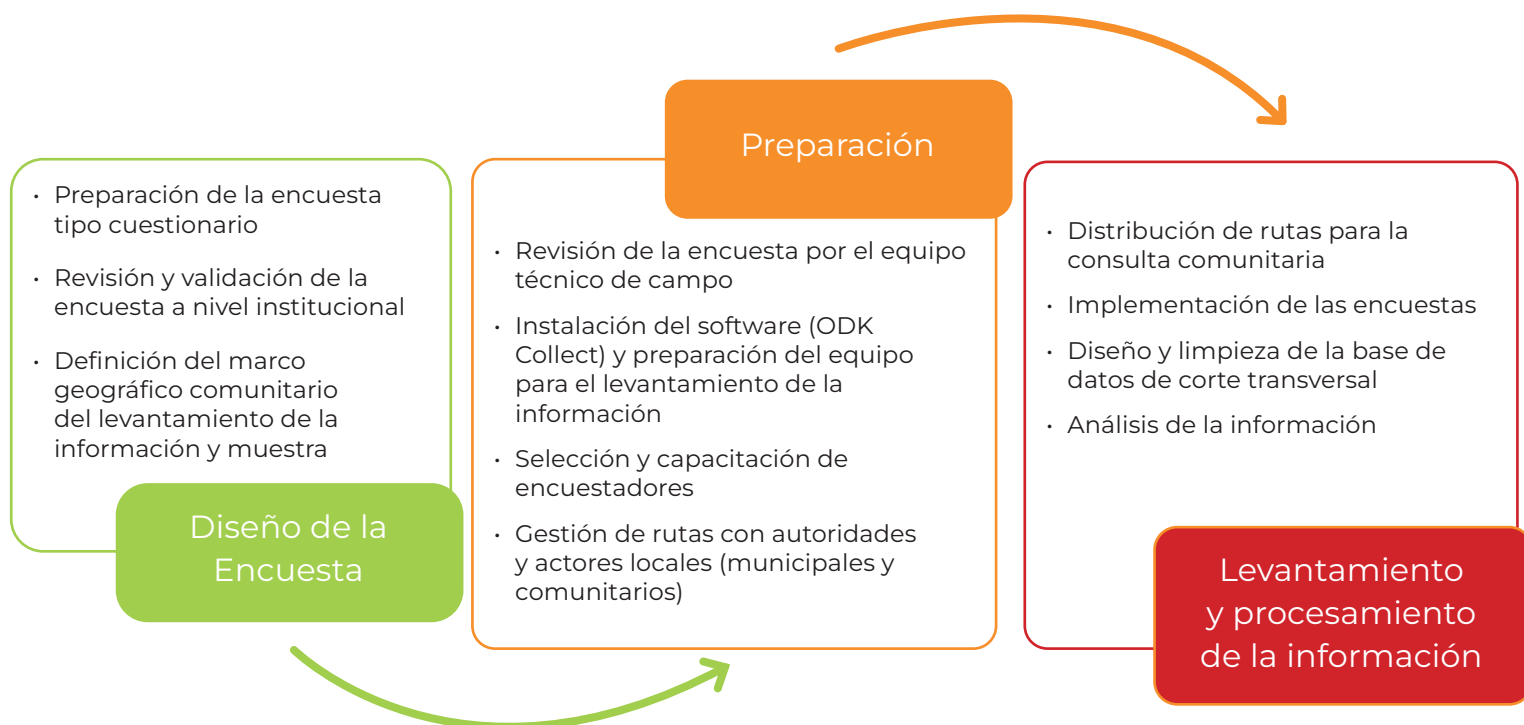 • Preparación de la encuesta
tipo cuestionario
• Revisión y validación de la
encuesta a nivel institucional
• Definición del marco
geográfico comunitario
del levantamiento de la
información y muestra
Diseño de la
Encuesta
Preparación
• Revisión de la encuesta por el equipo
técnico de campo
• Instalación del software (ODK
Collect) y preparación del equipo
para el levantamiento de la
información
• Selección y capacitación de
encuestadores
• Gestión de rutas con autoridades
y actores locales (municipales y
comunitarios)
• Distribución de rutas para la
consulta comunitaria
• Implementación de las encuestas
• Diseño y limpieza de la base de
datos de corte transversal
• Análisis de la información
Levantamiento
y procesamiento
de la información